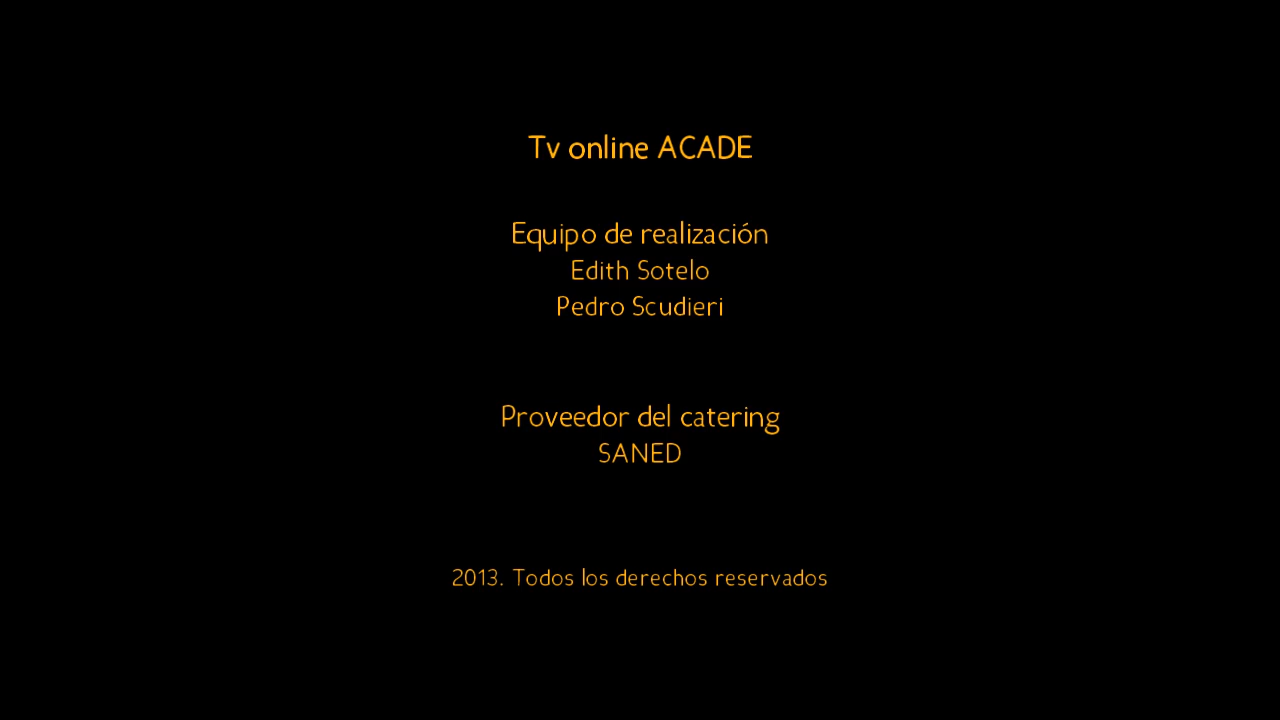 Tv online ACADE
Equipo de realización
Edith Sotelo
Pedro Scudieri
Proveedor del catering
SANED
2013. Todos los derechos reservados